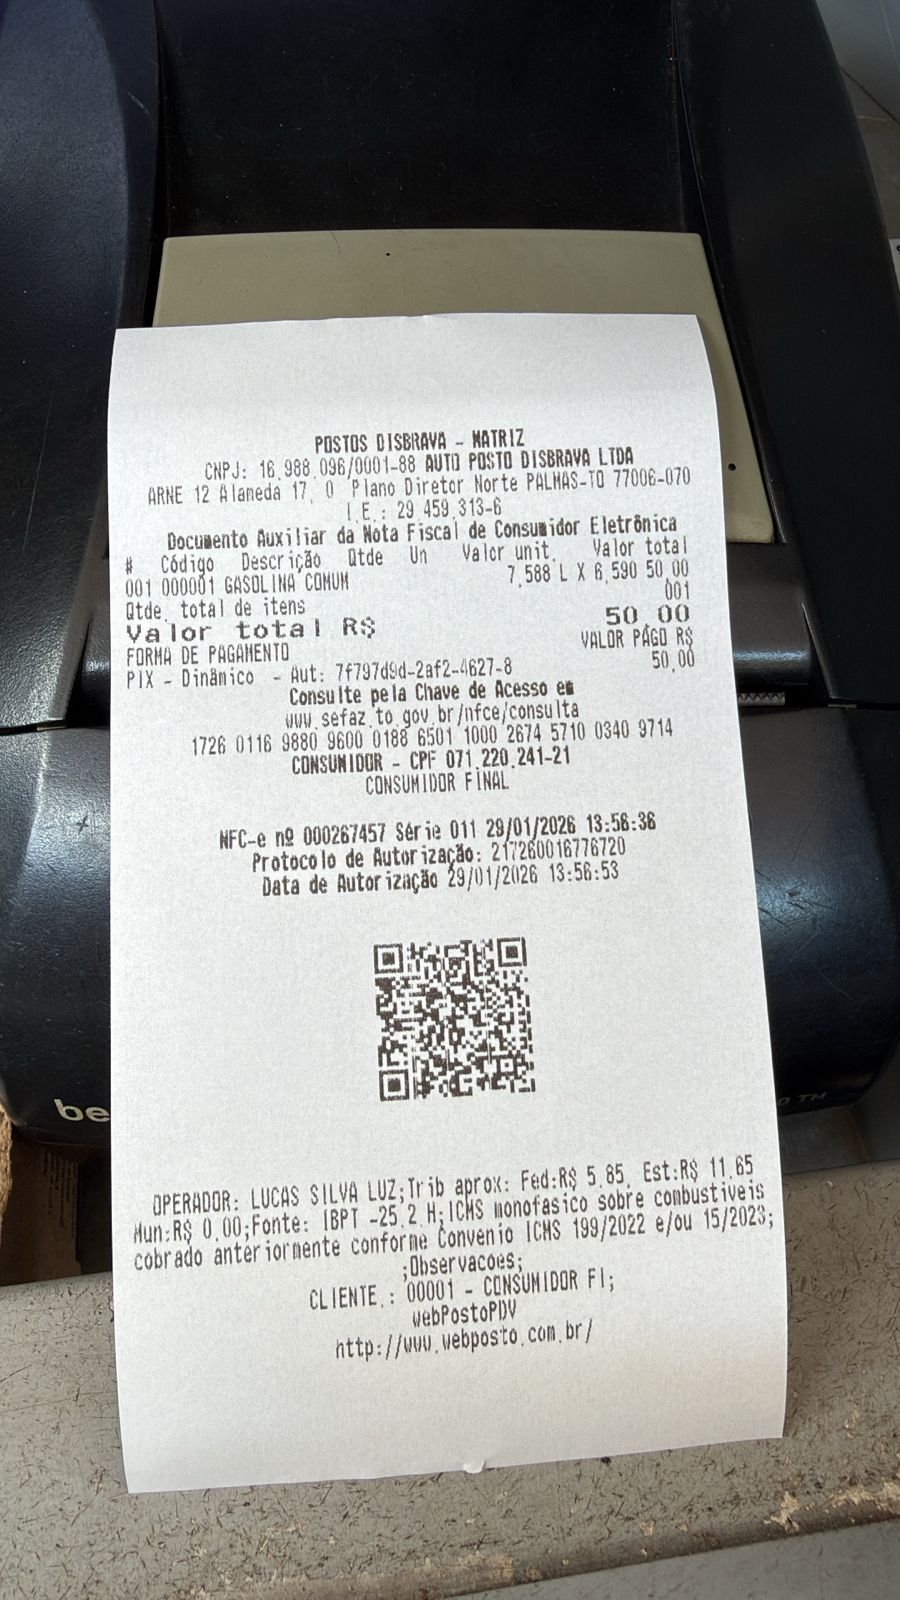 POSTOS DISBRAVA - MATRIZ
CNPJ: 16.988.096/0001-88 AUTO POSTO DISBRAVA LTDA
ARNE 12 Alameda 17, 0 Plano Diretor Norte PALMAS-TO 77006-070
I.E.: 29.459.313-6
Documento Auxiliar da Nota Fiscal de Consumidor Eletrônica
# Código Descrição Qtde Un Valor unit. Valor total
001 000001 GASOLINA COMUM 7,588 L X 6,590 50,00
Qtde. total de itens 001
Valor total R$ 50,00
FORMA DE PAGAMENTO VALOR PAGO R$
PIX - Dinâmico - Aut: 7f797d9d-2af2-4627-8 50,00
Consulte pela Chave de Acesso em
www.sefaz.to.gov.br/nfce/consulta
1726 0116 9880 9600 0188 6501 1000 2674 5710 0340 9714
CONSUMIDOR - CPF 071.220.241-21
CONSUMIDOR FINAL
NFC-e nº 000267457 Série 011 29/01/2026 13:56:36
Protocolo de Autorização: 217260016776720
Data de Autorização 29/01/2026 13:56:53
be
OPERADOR: LUCAS SILVA LUZ;Trib aprox: Fed:R$ 5,85, Est:R$ 11,65
Mun:R$ 0,00;Fonte: IBPT -25.2.H;ICMS monofasico sobre combustiveis
cobrado anteriormente conforme Convenio ICMS 199/2022 e/ou 15/2023;
;Observacoes;
CLIENTE.: 00001 - CONSUMIDOR FI;
webPostoPDV
http://www.webposto.com.br/